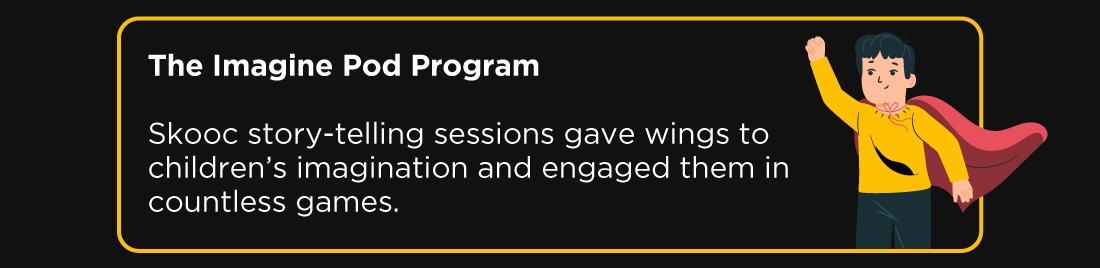 The Imagine Pod Program
Skooc story-telling sessions gave wings to
children’s imagination and engaged them in
countless games.